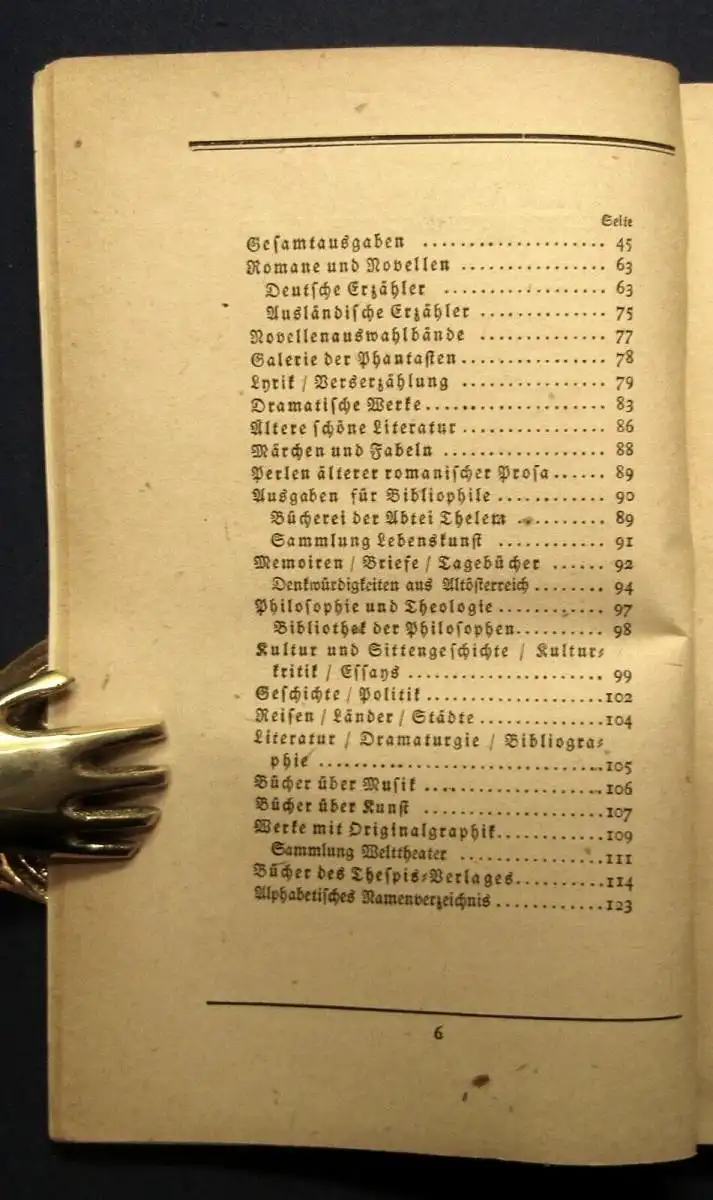 Seite
Gesamtausgaben .................... 45
Romane und Novellen ................ 63
Deutsche Erzähler ................. 63
Ausländische Erzähler .............. 75
Novellenauswahlbände .............. 77
Galerie der Phantasten ................ 78
Lyrik / Verserzählung ............... 79
Dramatische Werke ................... 83
Ältere schöne Literatur ................ 86
Märchen und Fabeln ................. 88
Perlen älterer romanischer Prosa ...... 89
Ausgaben für Bibliophile ............ 90
Bücherei der Abtei Thelem ......... 89
Sammlung Lebenskunst ............ 91
Memoiren / Briefe / Tagebücher ...... 92
Denkwürdigkeiten aus Altösterreich ........ 94
Philosophie und Theologie ............ 97
Bibliothek der Philosophen .......... 98
Kultur und Sittengeschichte / Kultur-
kritik / Essays ...................... 99
Geschichte / Politik ................... 102
Reisen / Länder / Städte ............. 104
Literatur / Dramaturgie / Bibliogra-
phie ............................... 105
Bücher über Musik .................. 106
Bücher über Kunst .................. 107
Werke mit Originalgraphik ............ 109
Sammlung Welttheater .............. 111
Bücher des Thespis-Verlages .......... 114
Alphabetisches Namenverzeichnis ............ 123
6